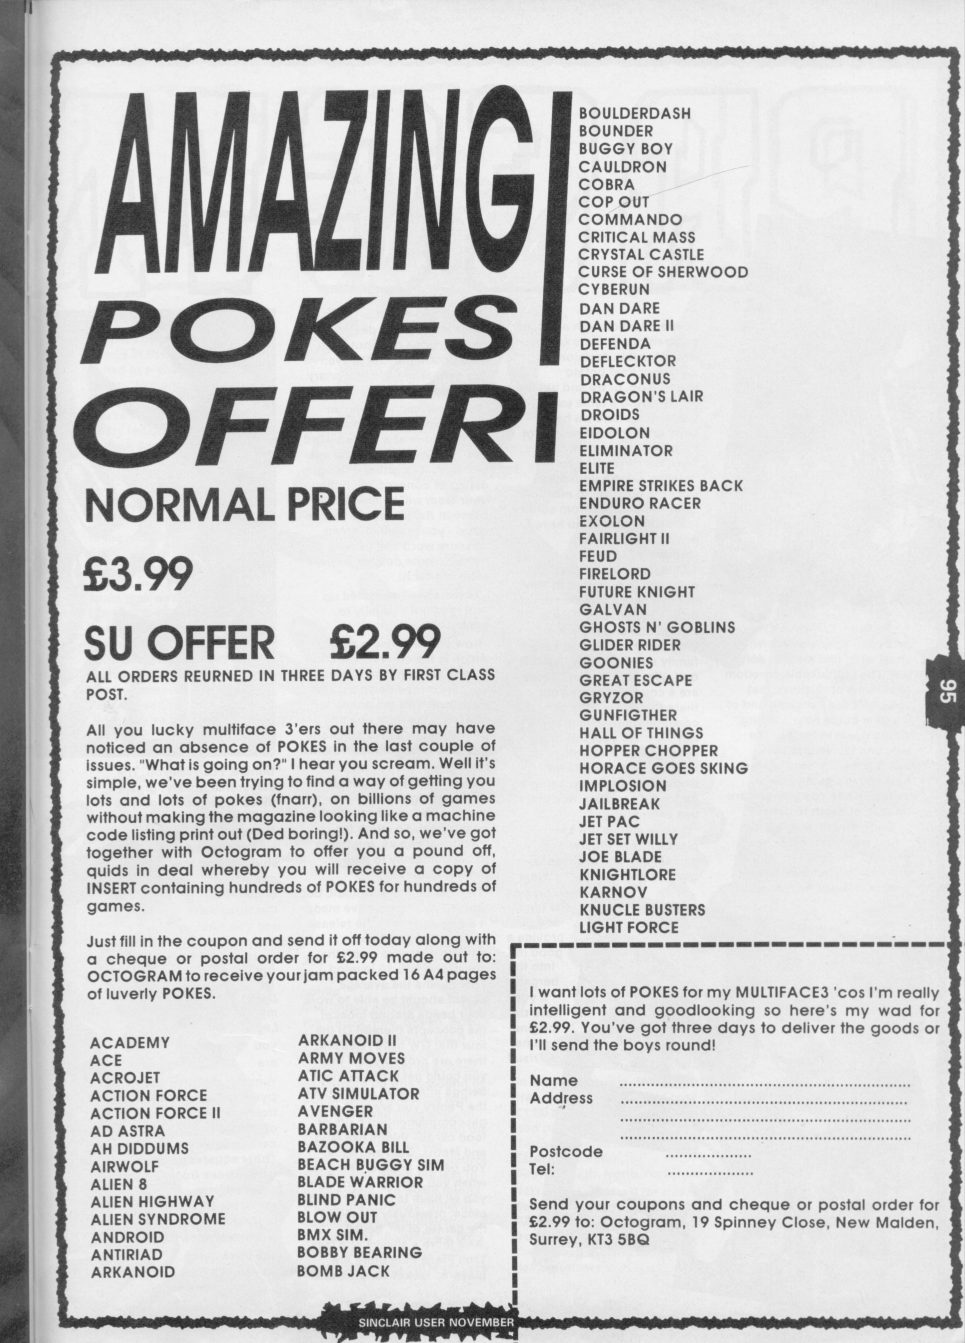 AMAZING
POKES
OFFER!
NORMAL PRICE
£3.99
SU OFFER £2.99
ALL ORDERS REURNED IN THREE DAYS BY FIRST CLASS
POST.
All you lucky multiface 3'ers out there may have
noticed an absence of POKES in the last couple of
issues. "What is going on?" I hear you scream. Well it's
simple, we've been trying to find a way of getting you
lots and lots of pokes (fnarr), on billions of games
without making the magazine looking like a machine
code listing print out (Ded boring!). And so, we've got
together with Octogram to offer you a pound off,
quids in deal whereby you will receive a copy of
INSERT containing hundreds of POKES for hundreds of
games.
Just fill in the coupon and send it off today along with
a cheque or postal order for £2.99 made out to:
OCTOGRAM to receive your jam packed 16 A4 pages
of luverly POKES.
ACADEMY
ACE
ACROJET
ACTION FORCE
ACTION FORCE II
AD ASTRA
AH DIDDUMS
AIRWOLF
ALIEN 8
ALIEN HIGHWAY
ALIEN SYNDROME
ANDROID
ANTIRIAD
ARKANOID
ARKANOID II
ARMY MOVES
ATIC ATTACK
ATV SIMULATOR
AVENGER
BARBARIAN
BAZOOKA BILL
BEACH BUGGY SIM
BLADE WARRIOR
BLIND PANIC
BLOW OUT
BMX SIM.
BOBBY BEARING
BOMB JACK
BOULDERDASH
BOUNDER
BUGGY BOY
CAULDRON
COBRA
COP OUT
COMMANDO
CRITICAL MASS
CRYSTAL CASTLE
CURSE OF SHERWOOD
CYBERUN
DAN DARE
DAN DARE II
DEFENDA
DEFLECKTOR
DRACONUS
DRAGON'S LAIR
DROIDS
EIDOLON
ELIMINATOR
ELITE
EMPIRE STRIKES BACK
ENDURO RACER
EXOLON
FAIRLIGHT II
FEUD
FIRELORD
FUTURE KNIGHT
GALVAN
GHOSTS N' GOBLINS
GLIDER RIDER
GOONIES
GREAT ESCAPE
GRYZOR
GUNFIGTHER
HALL OF THINGS
HOPPER CHOPPER
HORACE GOES SKING
IMPLOSION
JAILBREAK
JET PAC
JET SET WILLY
JOE BLADE
KNIGHTLORE
KARNOV
KNUCLE BUSTERS
LIGHT FORCE
I want lots of POKES for my MULTIFACE3 'cos I'm really
intelligent and goodlooking so here's my wad for
£2.99. You've got three days to deliver the goods or
I'll send the boys round!
Name
Address
Postcode
Tel:
Send your coupons and cheque or postal order for
£2.99 to: Octogram, 19 Spinney Close, New Malden,
Surrey, KT3 5BQ
SINCLAIR USER NOVEMBER
95